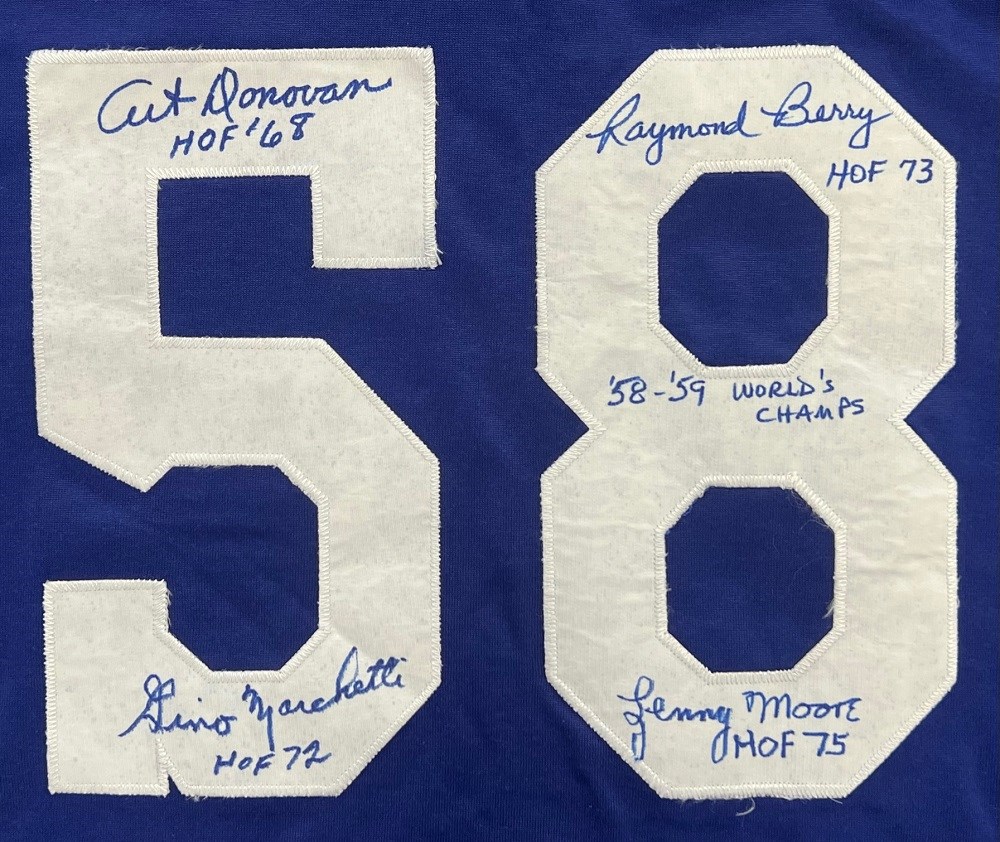 58
Art Donovan
HOF '68
Gino Marchetti
HOF 72
Raymond Berry
HOF 73
'58-'59 WORLD'S
CHAMPS
Lenny Moore
HOF 75